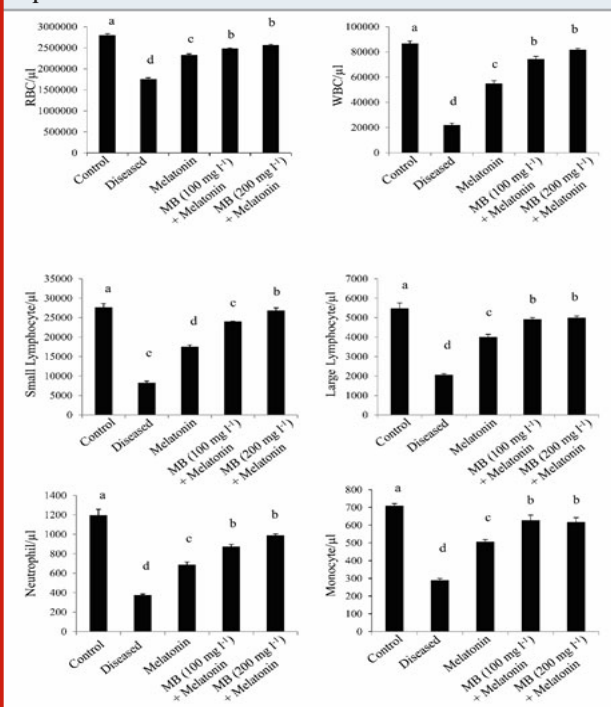 3000000
2500000
2000000
1500000
1000000
500000
0
RBC/µl
a
d
c
b
b
Control
Diseased
Melatonin
MB (100 mg l⁻¹)
+ Melatonin
MB (200 mg l⁻¹)
+ Melatonin
100000
80000
60000
40000
20000
0
WBC/µl
a
d
c
b
b
Control
Diseased
Melatonin
MB (100 mg l⁻¹)
+ Melatonin
MB (200 mg l⁻¹)
+ Melatonin
35000
30000
25000
20000
15000
10000
5000
0
Small Lymphocyte/µl
a
c
d
c
b
Control
Diseased
Melatonin
MB (100 mg l⁻¹)
+ Melatonin
MB (200 mg l⁻¹)
+ Melatonin
7000
6000
5000
4000
3000
2000
1000
0
Large Lymphocyte/µl
a
d
c
b
b
Control
Diseased
Melatonin
MB (100 mg l⁻¹)
+ Melatonin
MB (200 mg l⁻¹)
+ Melatonin
1400
1200
1000
800
600
400
200
0
Neutrophil/µl
a
d
c
b
b
Control
Diseased
Melatonin
MB (100 mg l⁻¹)
+ Melatonin
MB (200 mg l⁻¹)
+ Melatonin
800
700
600
500
400
300
200
100
0
Monocyte/µl
a
d
c
b
b
Control
Diseased
Melatonin
MB (100 mg l⁻¹)
+ Melatonin
MB (200 mg l⁻¹)
+ Melatonin